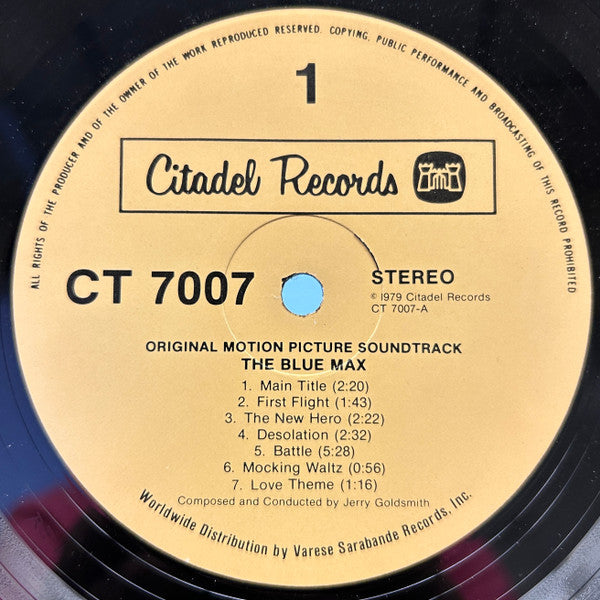 ALL RIGHTS OF THE PRODUCER AND OF THE OWNER OF THE WORK REPRODUCED RESERVED. COPYING, PUBLIC PERFORMANCE AND BROADCASTING OF THIS RECORD PROHIBITED
1
Citadel Records
CT 7007
STEREO
© 1979 Citadel Records
CT 7007-A
ORIGINAL MOTION PICTURE SOUNDTRACK
THE BLUE MAX
1. Main Title (2:20)
2. First Flight (1:43)
3. The New Hero (2:22)
4. Desolation (2:32)
5. Battle (5:28)
6. Mocking Waltz (0:56)
7. Love Theme (1:16)
Composed and Conducted by Jerry Goldsmith
Worldwide Distribution by Varese Sarabande Records, Inc.